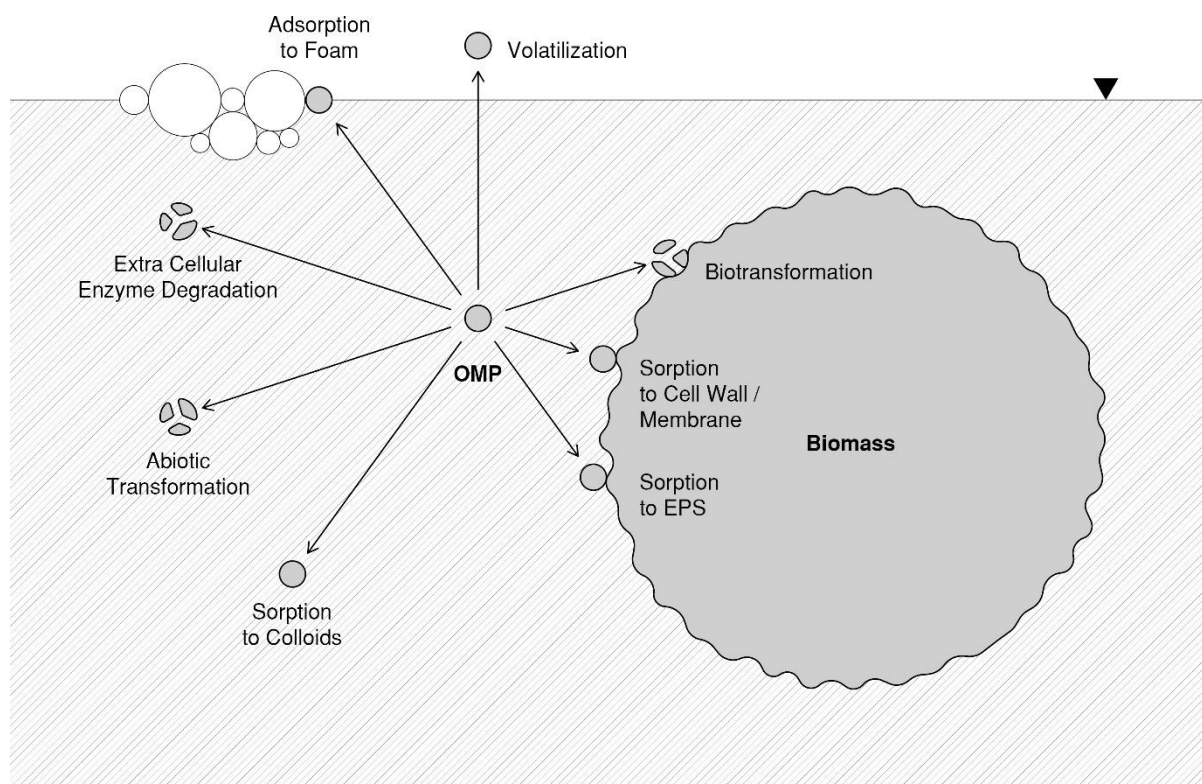 Adsorption
to Foam
Volatilization
Extra Cellular
Enzyme Degradation
Biotransformation
OMP
Sorption
to Cell Wall /
Membrane
Biomass
Abiotic
Transformation
Sorption
to EPS
Sorption
to Colloids